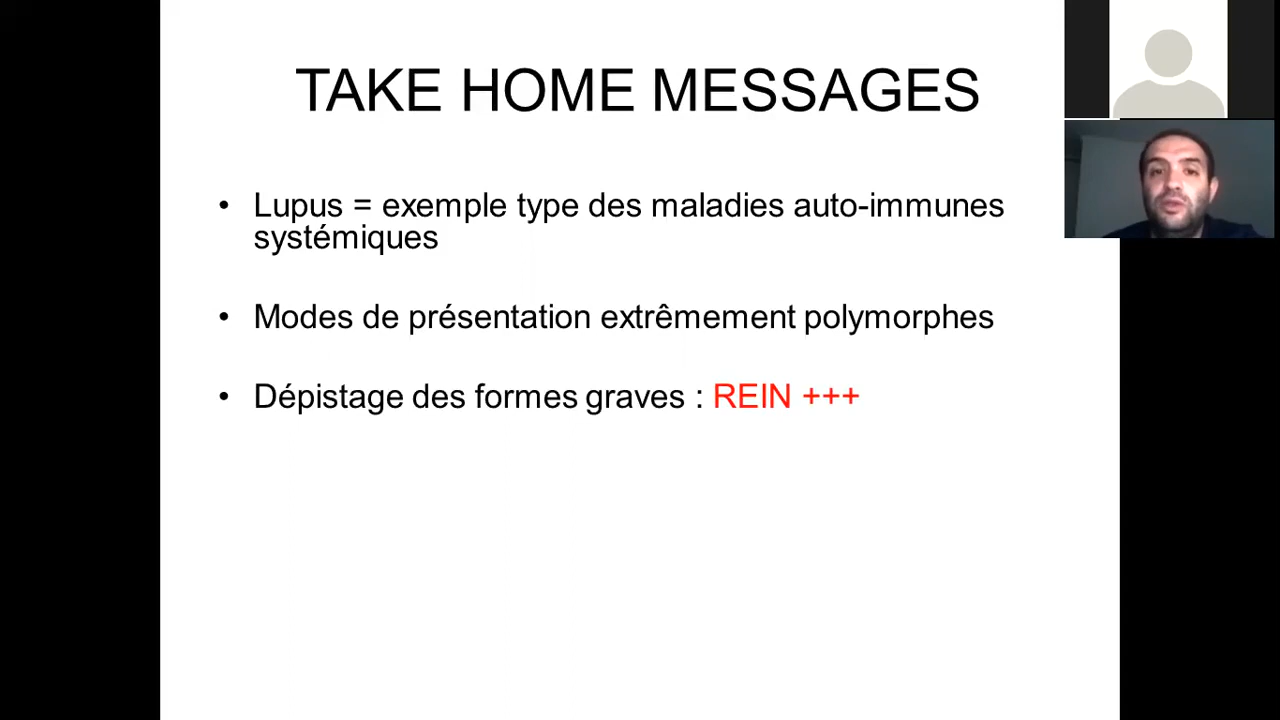 TAKE HOME MESSAGES
• Lupus = exemple type des maladies auto-immunes
systémiques
• Modes de présentation extrêmement polymorphes
• Dépistage des formes graves : REIN +++